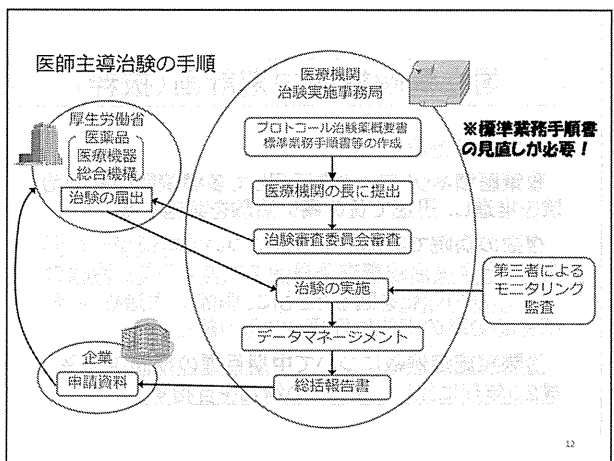 医師主導治験の手順
医療機関
治験実施事務局
厚生労働省
医薬品
医療機器
総合機構
治験の届出
プロトコール治験薬概要書
標準業務手順書等の作成
※標準業務手順書
の見直しが必要!
医療機関の長に提出
治験審査委員会審査
治験の実施
第三者による
モニタリング
監査
データマネージメント
企業
申請資料
総括報告書
12